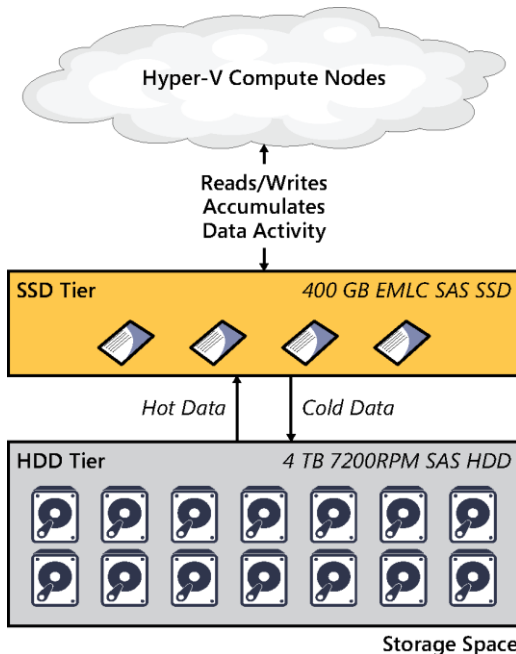 Hyper-V Compute Nodes
Reads/Writes
Accumulates
Data Activity
SSD Tier 400 GB EMLC SAS SSD
Hot Data Cold Data
HDD Tier 4 TB 7200RPM SAS HDD
Storage Space